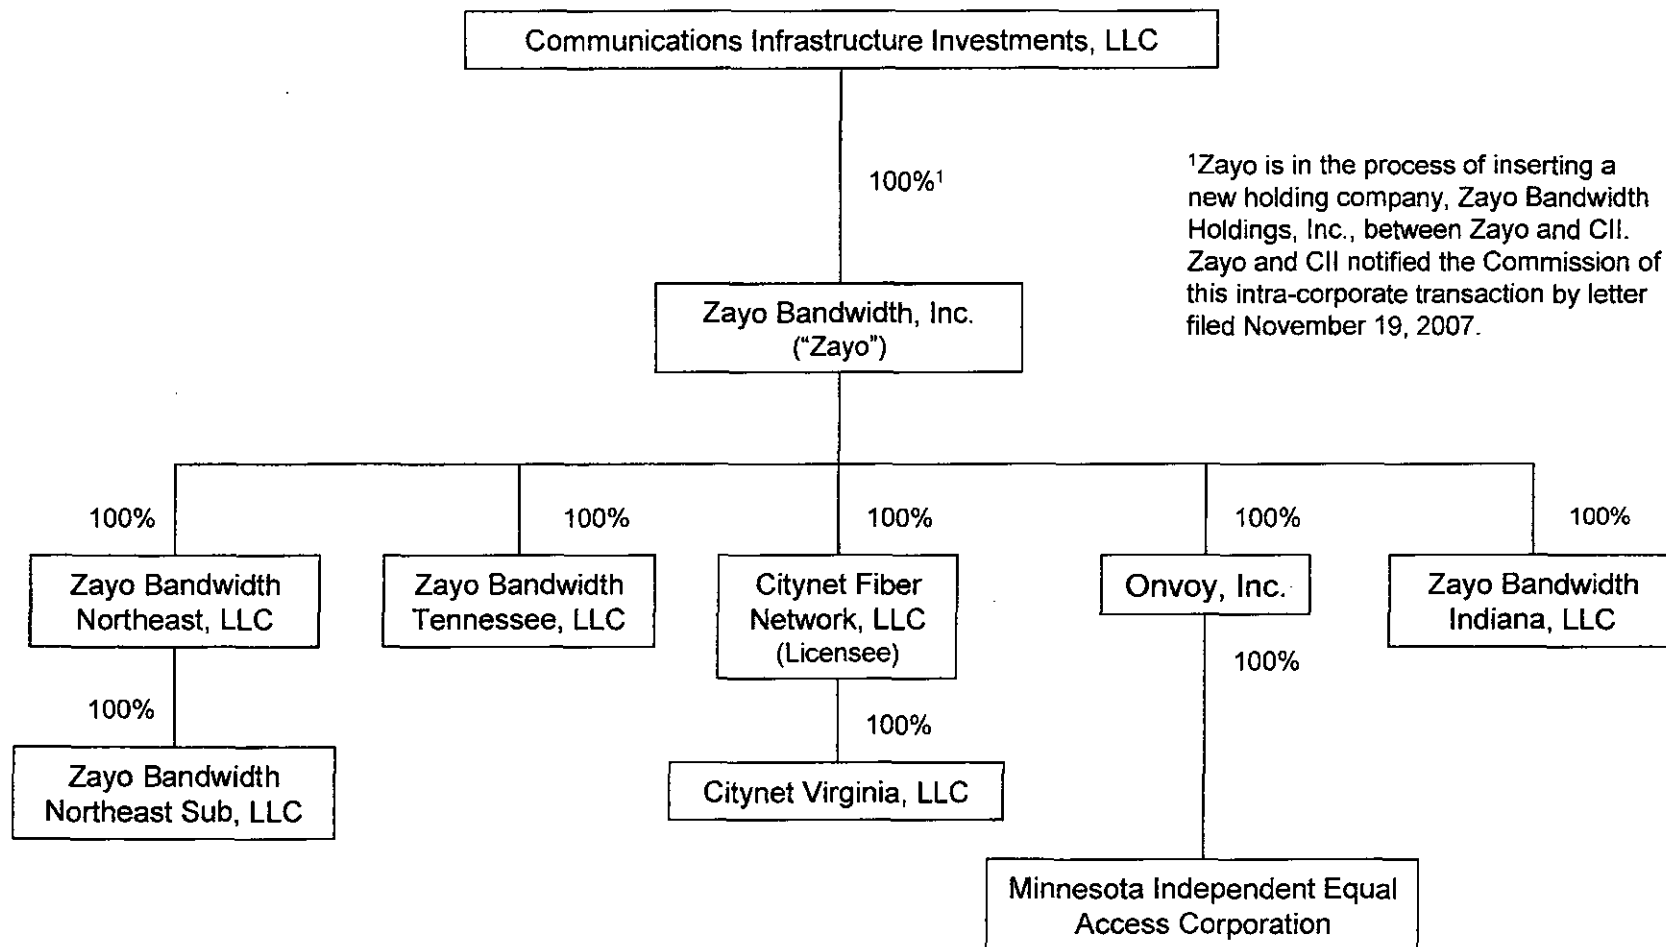 Communications Infrastructure Investments, LLC
100%¹
¹Zayo is in the process of inserting a
new holding company, Zayo Bandwidth
Holdings, Inc., between Zayo and CII.
Zayo and CII notified the Commission of
this intra-corporate transaction by letter
filed November 19, 2007.
Zayo Bandwidth, Inc.
("Zayo")
100%
100%
100%
100%
100%
Zayo Bandwidth
Northeast, LLC
Zayo Bandwidth
Tennessee, LLC
Citynet Fiber
Network, LLC
(Licensee)
Onvoy, Inc.
Zayo Bandwidth
Indiana, LLC
100%
100%
100%
Zayo Bandwidth
Northeast Sub, LLC
Citynet Virginia, LLC
Minnesota Independent Equal
Access Corporation